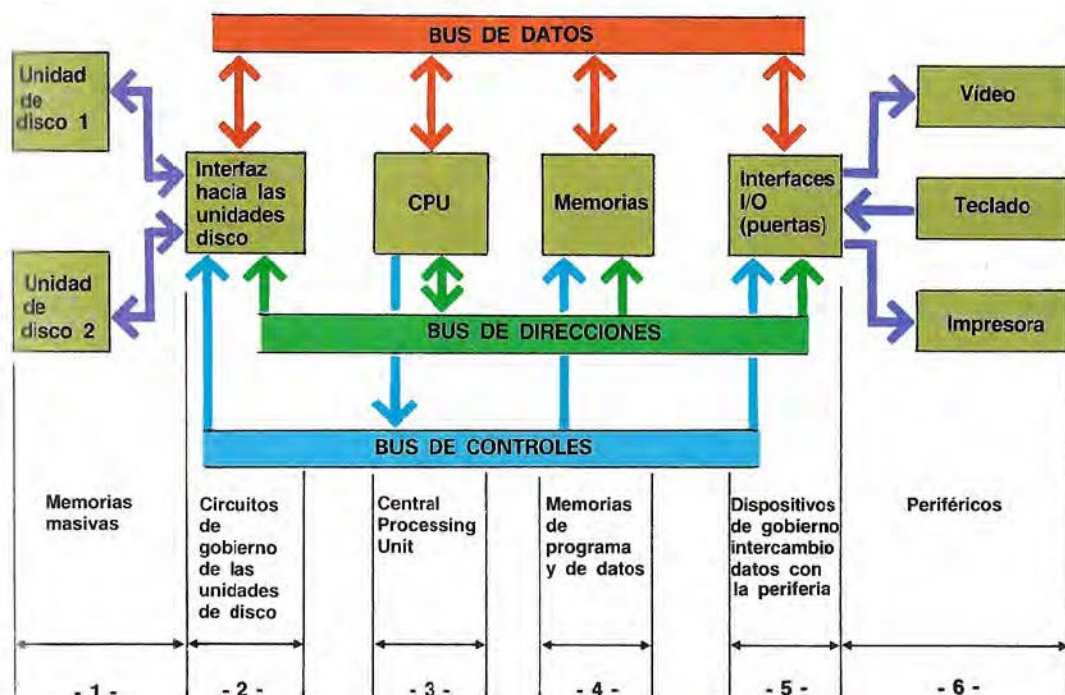 BUS DE DATOS
Unidad
de
disco 1
Unidad
de
disco 2
Interfaz
hacia las
unidades
disco
CPU
Memorias
Interfaces
I/O
(puertas)
Vídeo
Teclado
Impresora
BUS DE DIRECCIONES
BUS DE CONTROLES
Memorias
masivas
Circuitos
de
gobierno
de las
unidades
de disco
Central
Processing
Unit
Memorias
de
programa
y de datos
Dispositivos
de gobierno
intercambio
datos con
la periferia
Periféricos
- 1 -
- 2 -
- 3 -
- 4 -
- 5 -
- 6 -